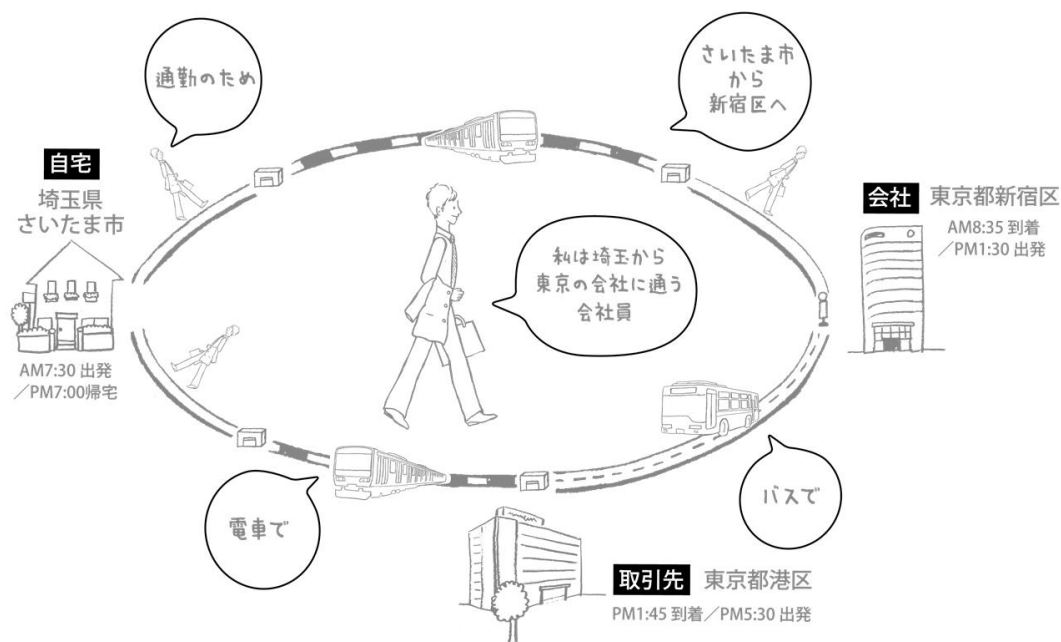 通勤のため
さいたま市
から
新宿区へ
自宅
埼玉県
さいたま市
会社 東京都新宿区
AM8:35 到着
／PM1:30 出発
私は埼玉から
東京の会社に通う
会社員
AM7:30 出発
／PM7:00帰宅
電車で
バスで
取引先 東京都港区
PM1:45 到着／PM5:30 出発